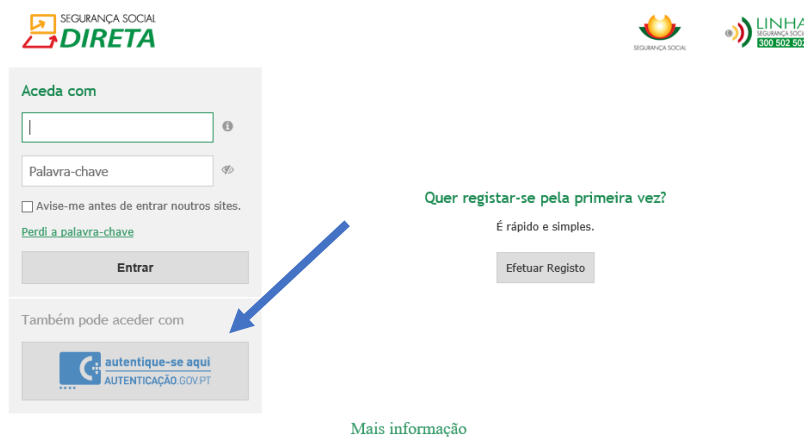 SEGURANÇA SOCIAL
DIRETA
SEGURANÇA SOCIAL
LINHA
SEGURANÇA SOCIAL
300 502 502
Aceda com
Palavra-chave
Avise-me antes de entrar noutros sites.
Perdi a palavra-chave
Entrar
Quer registar-se pela primeira vez?
É rápido e simples.
Efetuar Registo
Também pode aceder com
autentique-se aqui
AUTENTICAÇÃO.GOV.PT
Mais informação